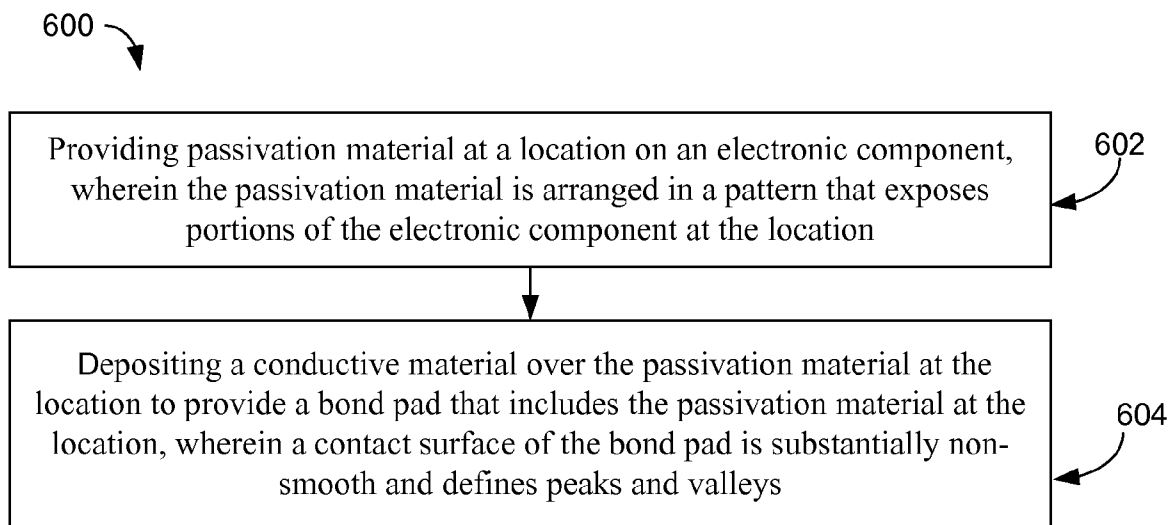 600
Providing passivation material at a location on an electronic component,
wherein the passivation material is arranged in a pattern that exposes
portions of the electronic component at the location
602
Depositing a conductive material over the passivation material at the
location to provide a bond pad that includes the passivation material at the
location, wherein a contact surface of the bond pad is substantially non-
smooth and defines peaks and valleys
604